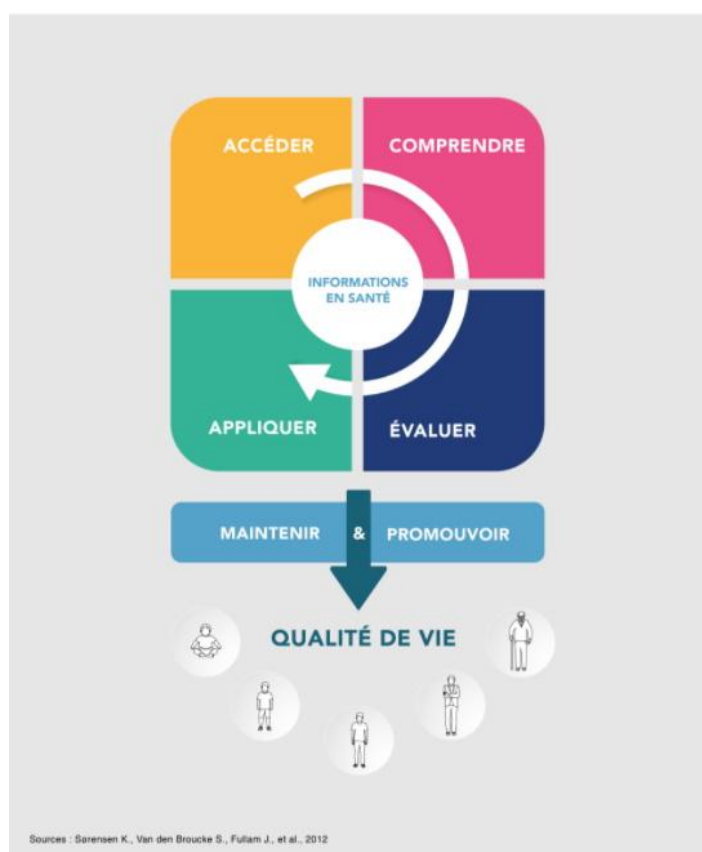 ACCÉDER
COMPRENDRE
INFORMATIONS
EN SANTÉ
APPLIQUER
ÉVALUER
MAINTENIR & PROMOUVOIR
QUALITÉ DE VIE
Sources : Sørensen K., Van den Broucke S., Fullam J., et al., 2012